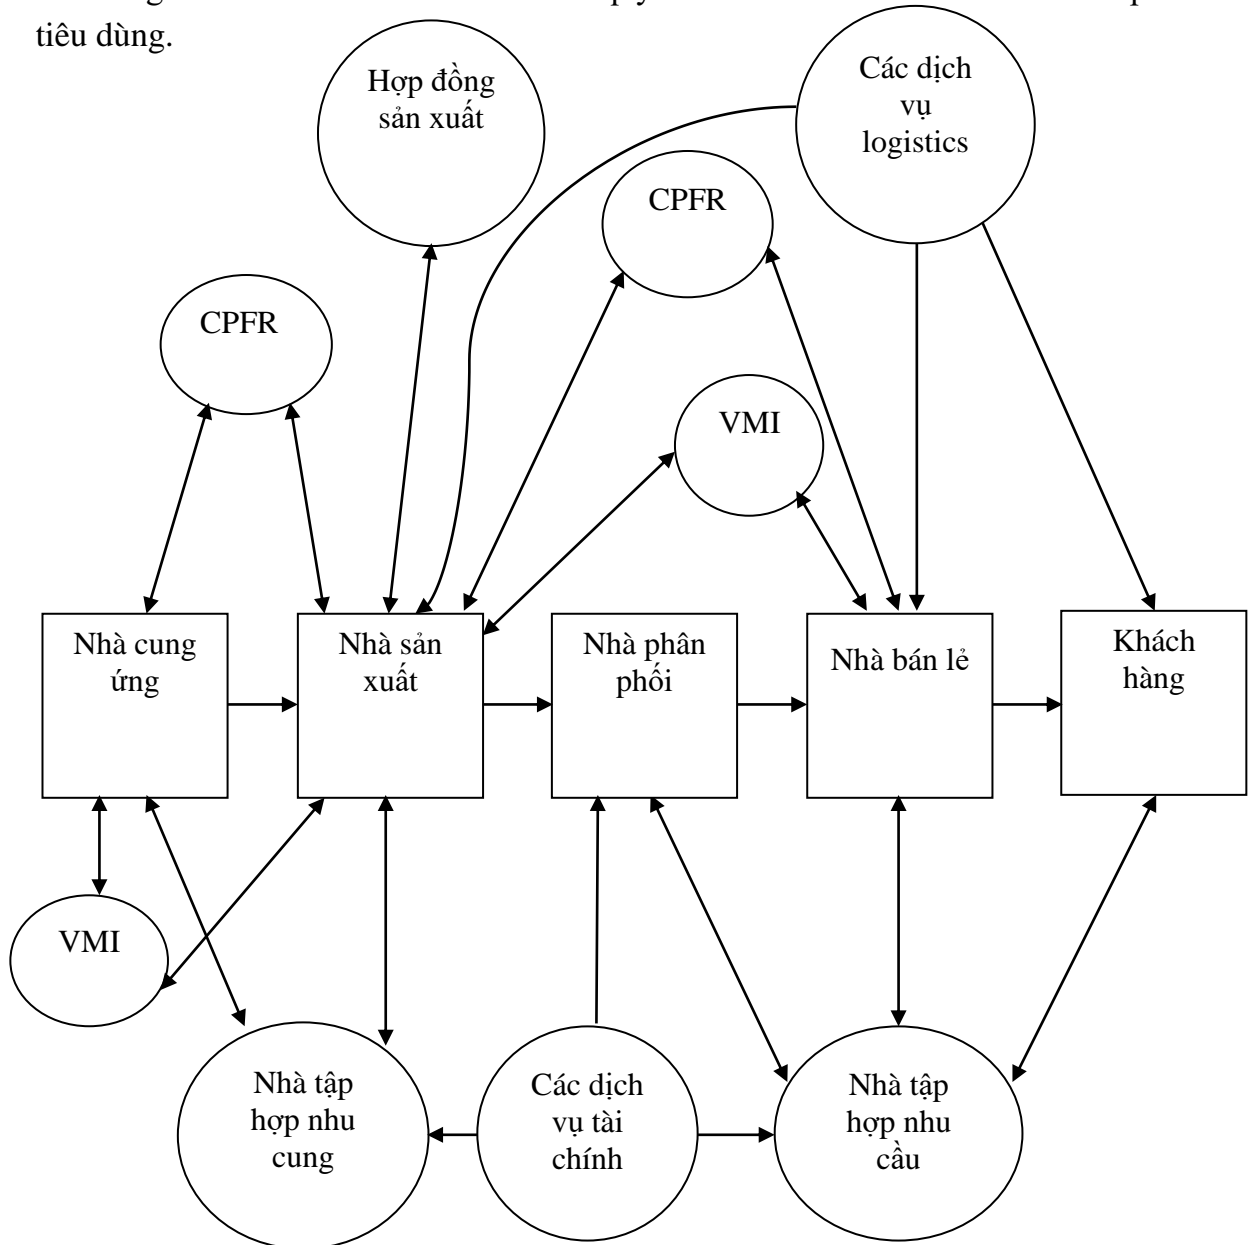 tiêu dùng.
Hợp đồng
sản xuất
Các dịch
vụ
logistics
CPFR
CPFR
VMI
Nhà cung
ứng
Nhà sản
xuất
Nhà phân
phối
Nhà bán lẻ
Khách
hàng
VMI
Nhà tập
hợp nhu
cung
Các dịch
vụ tài
chính
Nhà tập
hợp nhu
cầu